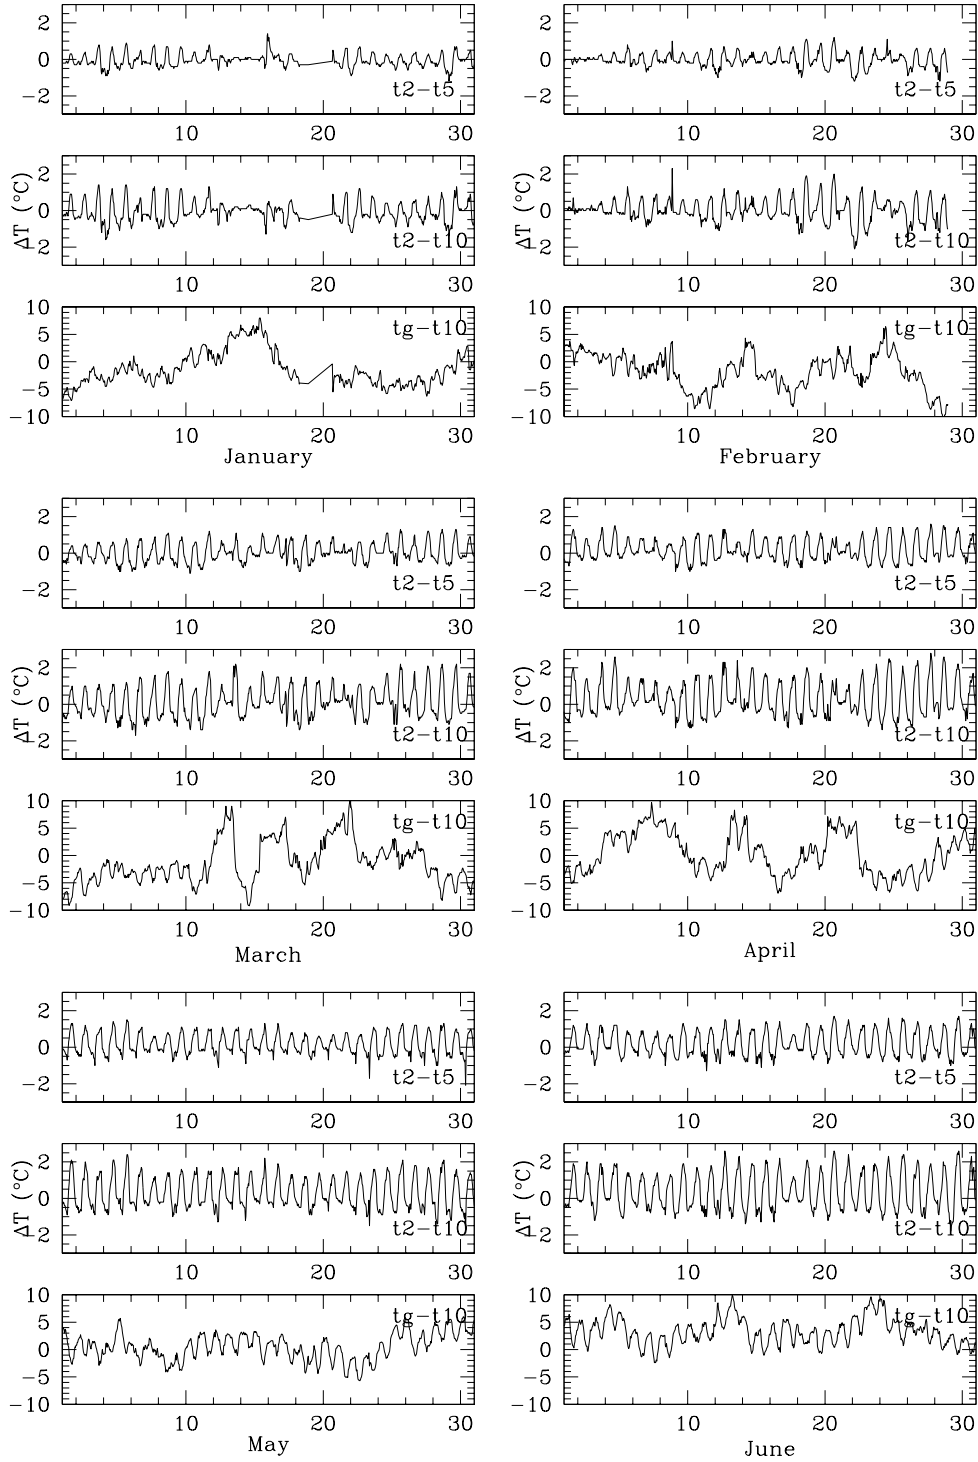 2 2
0 0
−2 t2−t5 −2 t2−t5
10 20 30 10 20 30
ΔT (°C) 2 ΔT (°C) 2
0 0
−2 t2−t10 −2 t2−t10
10 20 30 10 20 30
10 tg−t10 10 tg−t10
5 5
0 0
−5 −5
−10 −10
10 20 30 10 20 30
January February
2 2
0 0
−2 t2−t5 −2 t2−t5
10 20 30 10 20 30
ΔT (°C) 2 ΔT (°C) 2
0 0
−2 t2−t10 −2 t2−t10
10 20 30 10 20 30
10 tg−t10 10 tg−t10
5 5
0 0
−5 −5
−10 −10
10 20 30 10 20 30
March April
2 2
0 0
−2 t2−t5 −2 t2−t5
10 20 30 10 20 30
ΔT (°C) 2 ΔT (°C) 2
0 0
−2 t2−t10 −2 t2−t10
10 20 30 10 20 30
10 tg−t10 10 tg−t10
5 5
0 0
−5 −5
−10 −10
10 20 30 10 20 30
May June